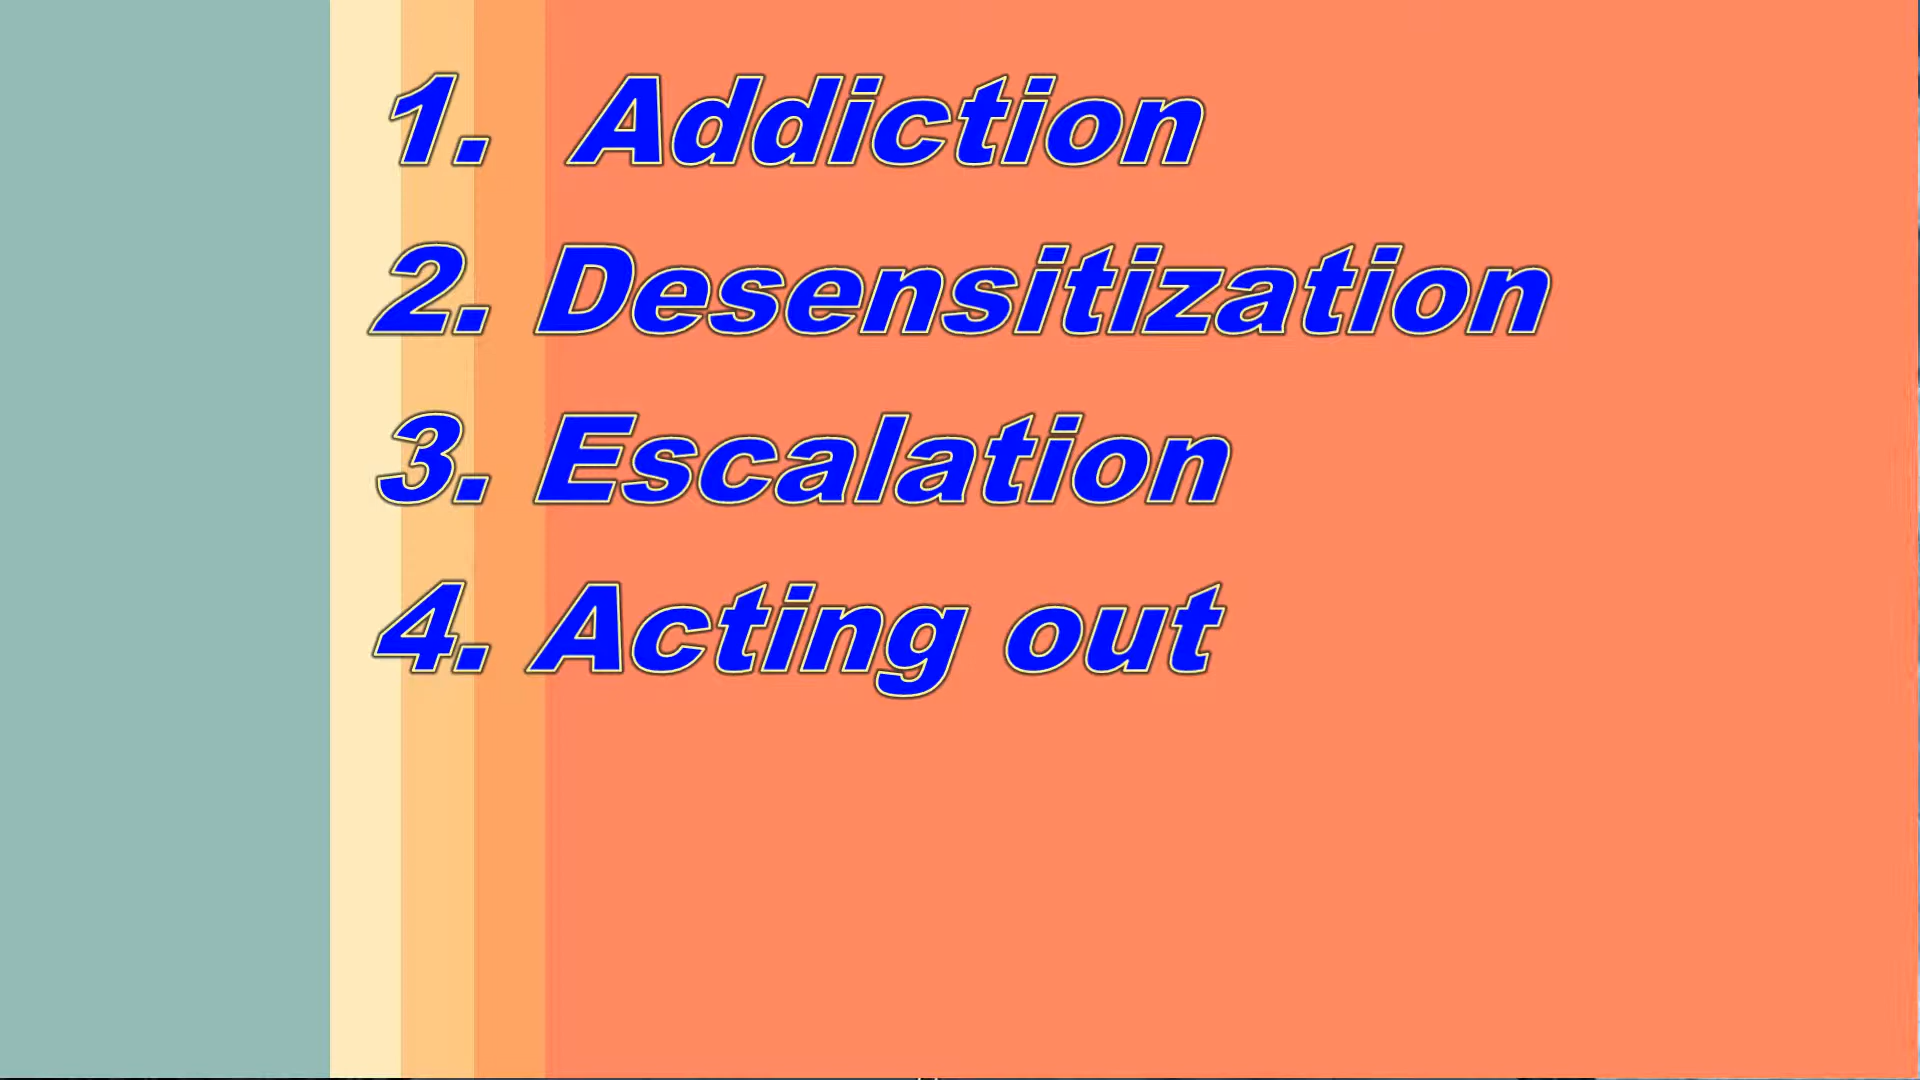 1. Addiction
2. Desensitization
3. Escalation
4. Acting out